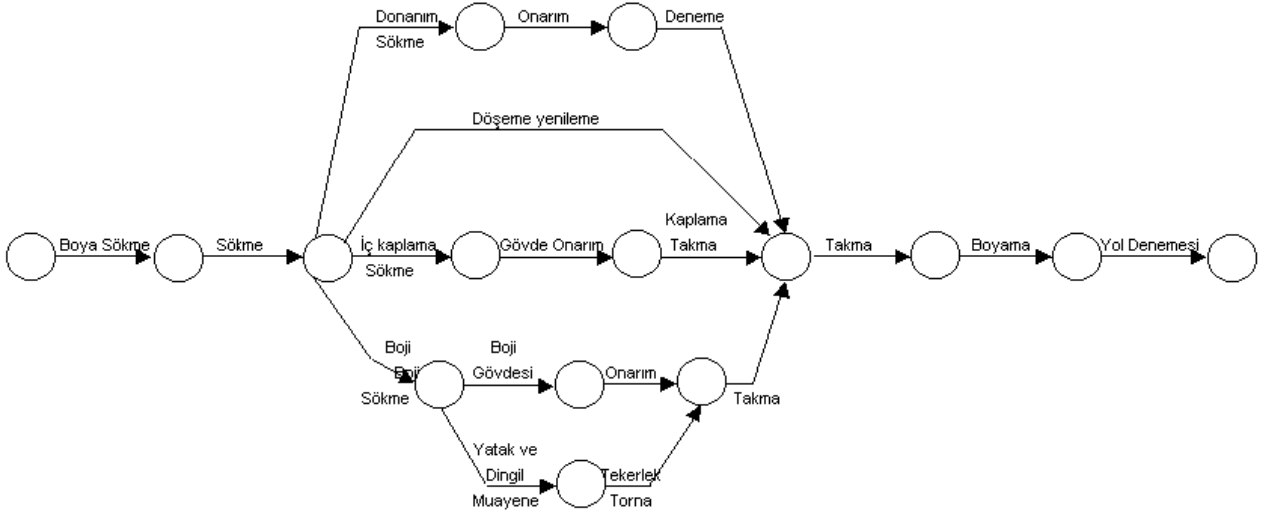 Donanım
Sökme
Onarım
Deneme
Döşeme yenileme
Boya Sökme
Sökme
İç kaplama
Sökme
Gövde Onarım
Kaplama
Takma
Takma
Boyama
Yol Denemesi
Boji
Boji
Sökme
Boji
Gövdesi
Onarım
Takma
Yatak ve
Dingil
Muayene
Tekerlek
Torna